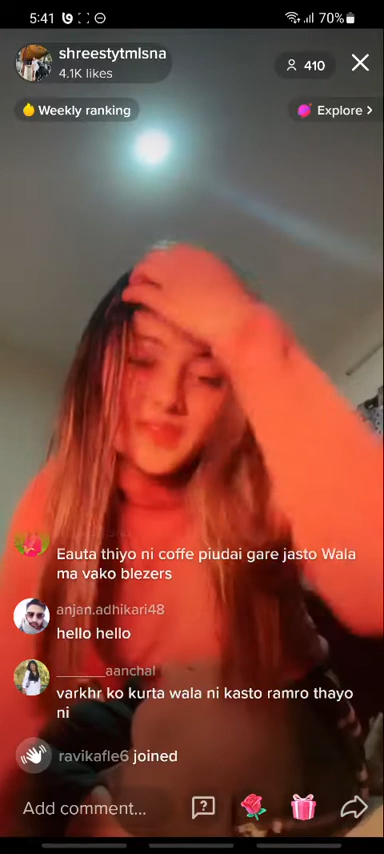 5:41
70%
shreestytmlsna
4.1K likes
410
Weekly ranking
Explore >
Eauta thiyo ni coffe piudai gare jasto Wala
ma vako blezers
anjan.adhikari48
hello hello
______aanchal
varkhr ko kurta wala ni kasto ramro thayo
ni
ravikafle6 joined
Add comment...